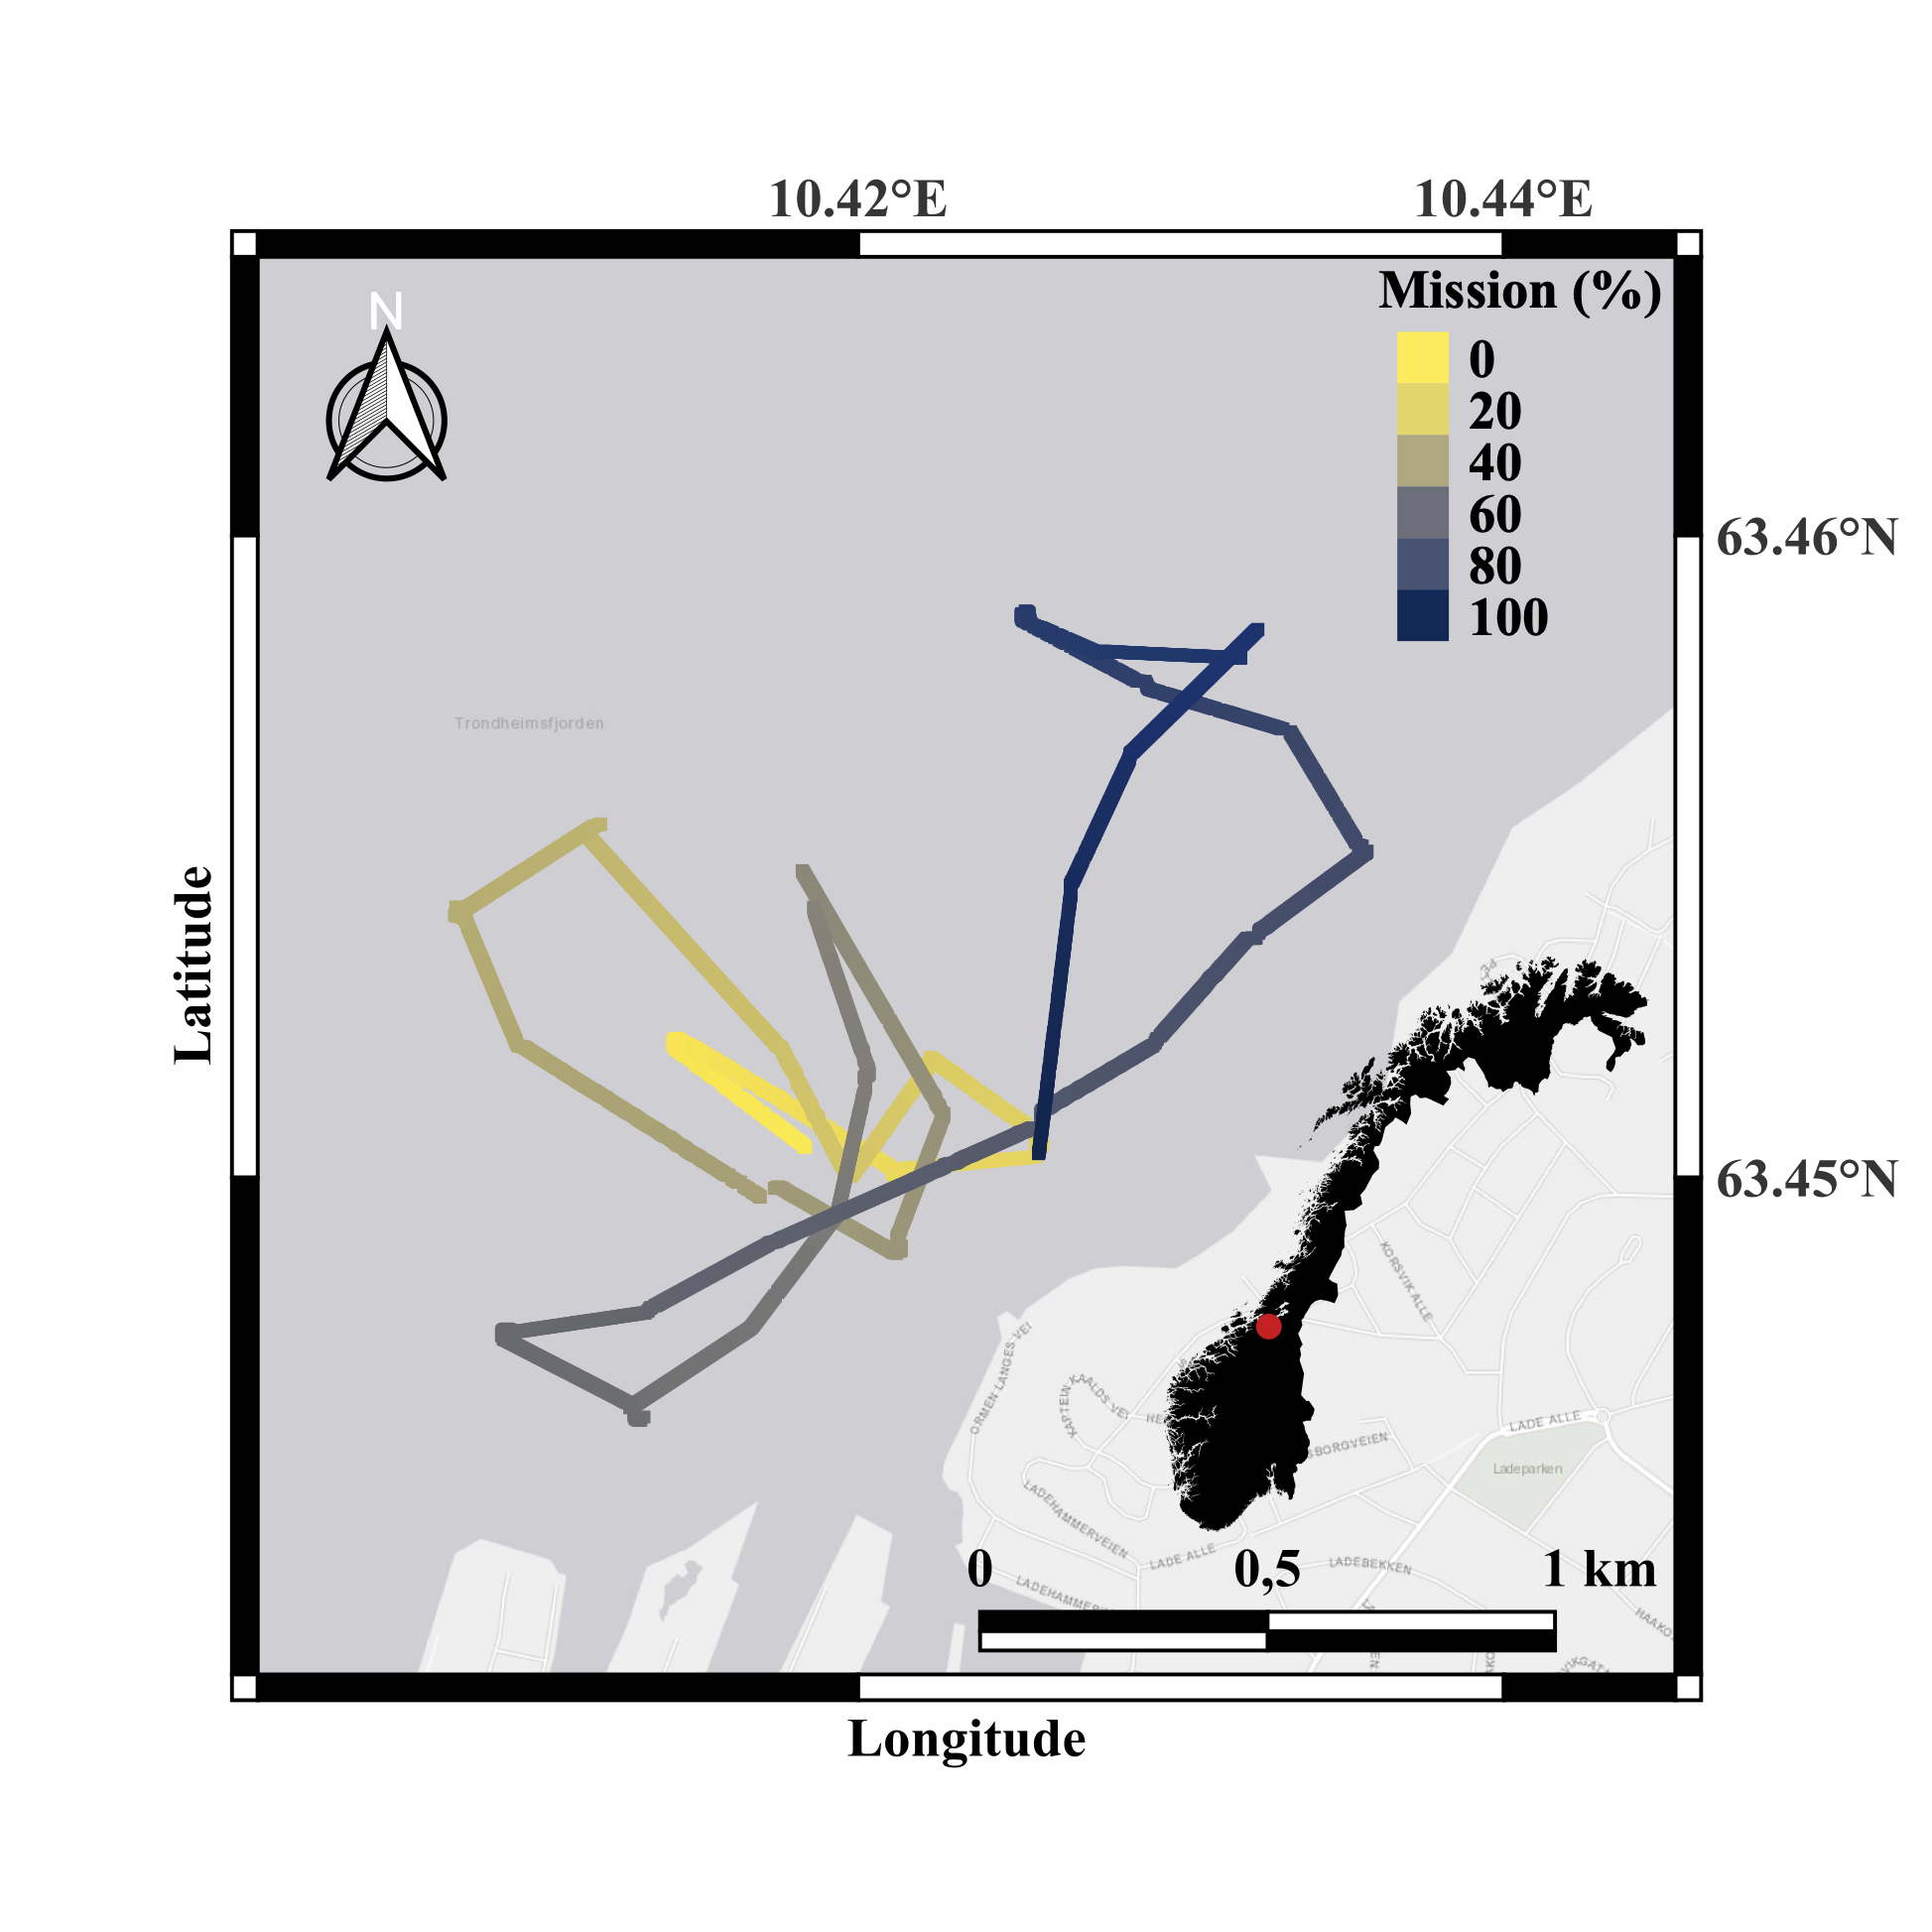 10.42°E
10.44°E
N
Mission (%)
0
20
40
60
80
100
63.46°N
Trondheimsfjorden
Latitude
63.45°N
KORSVIK ALLE
ORMEN LANGES VEI
KAPTEIN
KAALDS VEI
HE
SBORGVEIEN
LADE ALLE
Ladeparken
LADEHAMMERVEIEN
LADE ALLE
LADEBEKKEN
0
0,5
1 km
LADEHAMMER
HAAKO
Longitude